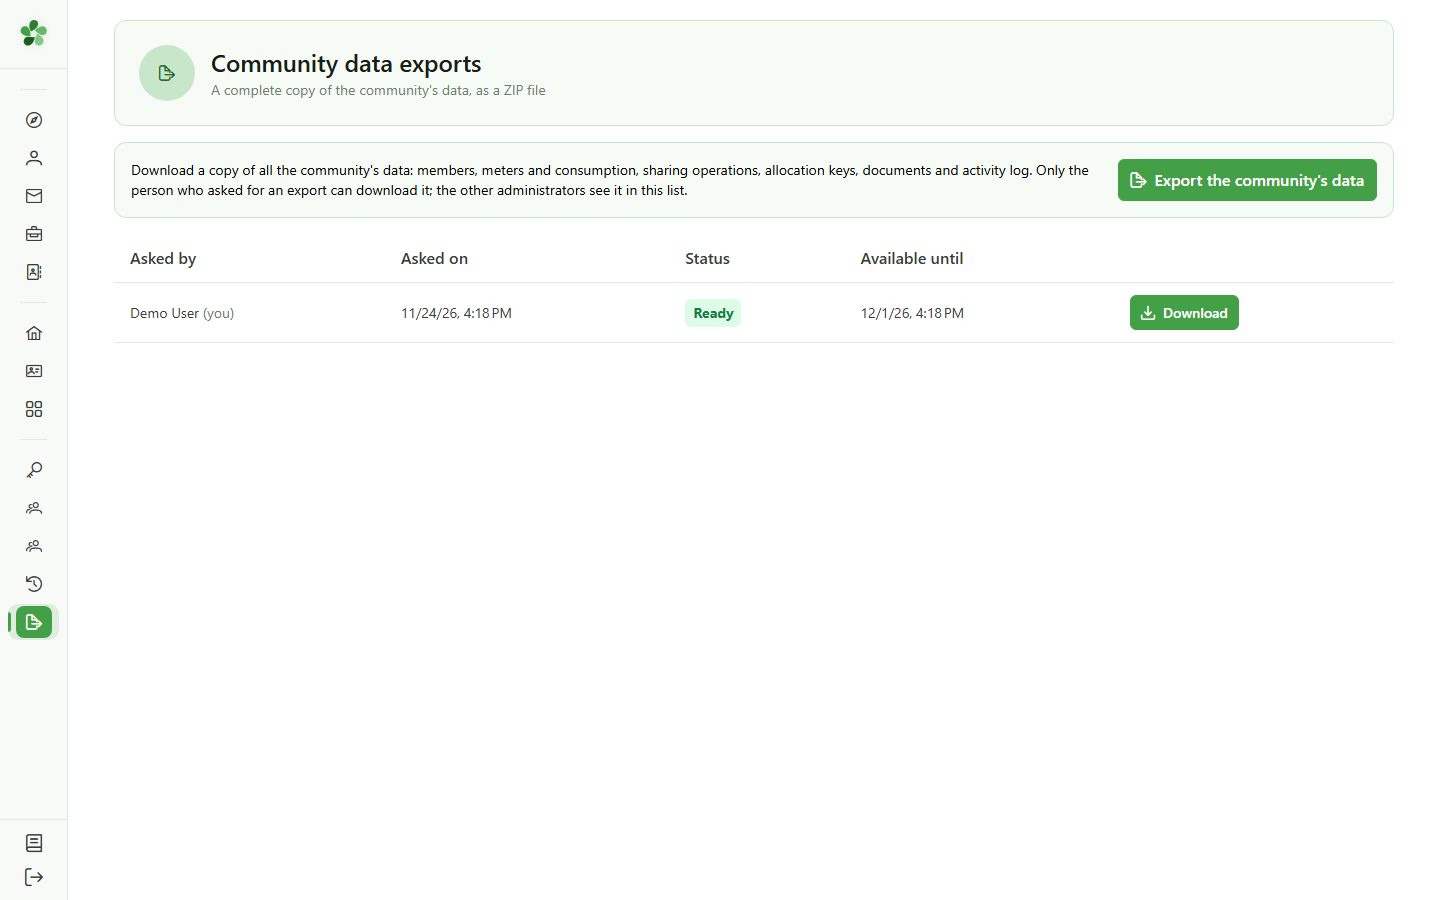 Community data exports
A complete copy of the community's data, as a ZIP file
Download a copy of all the community's data: members, meters and consumption, sharing operations, allocation keys, documents and activity log. Only the
person who asked for an export can download it; the other administrators see it in this list.
Export the community's data
Asked by Asked on Status Available until
Demo User (you) 11/24/26, 4:18 PM Ready 12/1/26, 4:18 PM Download